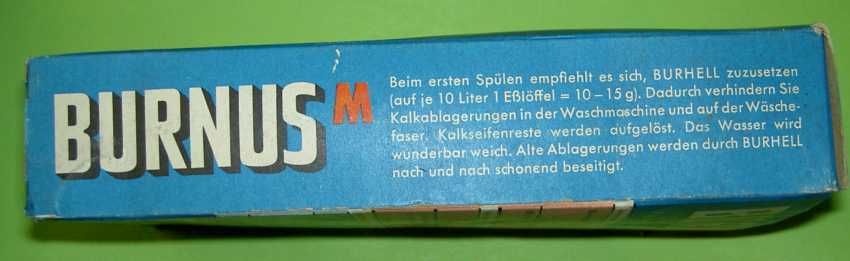 BURNUS M
Beim ersten Spülen empfiehlt es sich, BURHELL zuzusetzen
(auf je 10 Liter 1 Eßlöffel = 10 – 15 g). Dadurch verhindern Sie
Kalkablagerungen in der Waschmaschine und auf der Wäsche-
faser. Kalkseifenreste werden aufgelöst. Das Wasser wird
wunderbar weich. Alte Ablagerungen werden durch BURHELL
nach und nach schonend beseitigt.